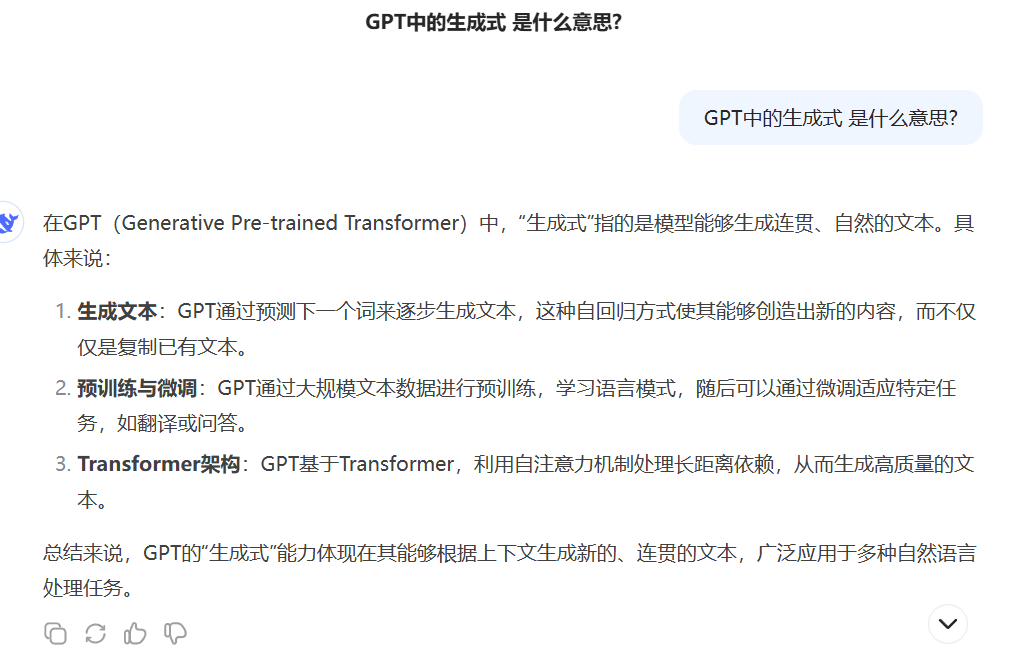 GPT中的生成式 是什么意思?
GPT中的生成式 是什么意思?
在GPT（Generative Pre-trained Transformer）中，“生成式”指的是模型能够生成连贯、自然的文本。具
体来说：
1. 生成文本：GPT通过预测下一个词来逐步生成文本，这种自回归方式使其能够创造出新的内容，而不仅
仅是复制已有文本。
2. 预训练与微调：GPT通过大规模文本数据进行预训练，学习语言模式，随后可以通过微调适应特定任
务，如翻译或问答。
3. Transformer架构：GPT基于Transformer，利用自注意力机制处理长距离依赖，从而生成高质量的文
本。
总结来说，GPT的“生成式”能力体现在其能够根据上下文生成新的、连贯的文本，广泛应用于多种自然语言
处理任务。